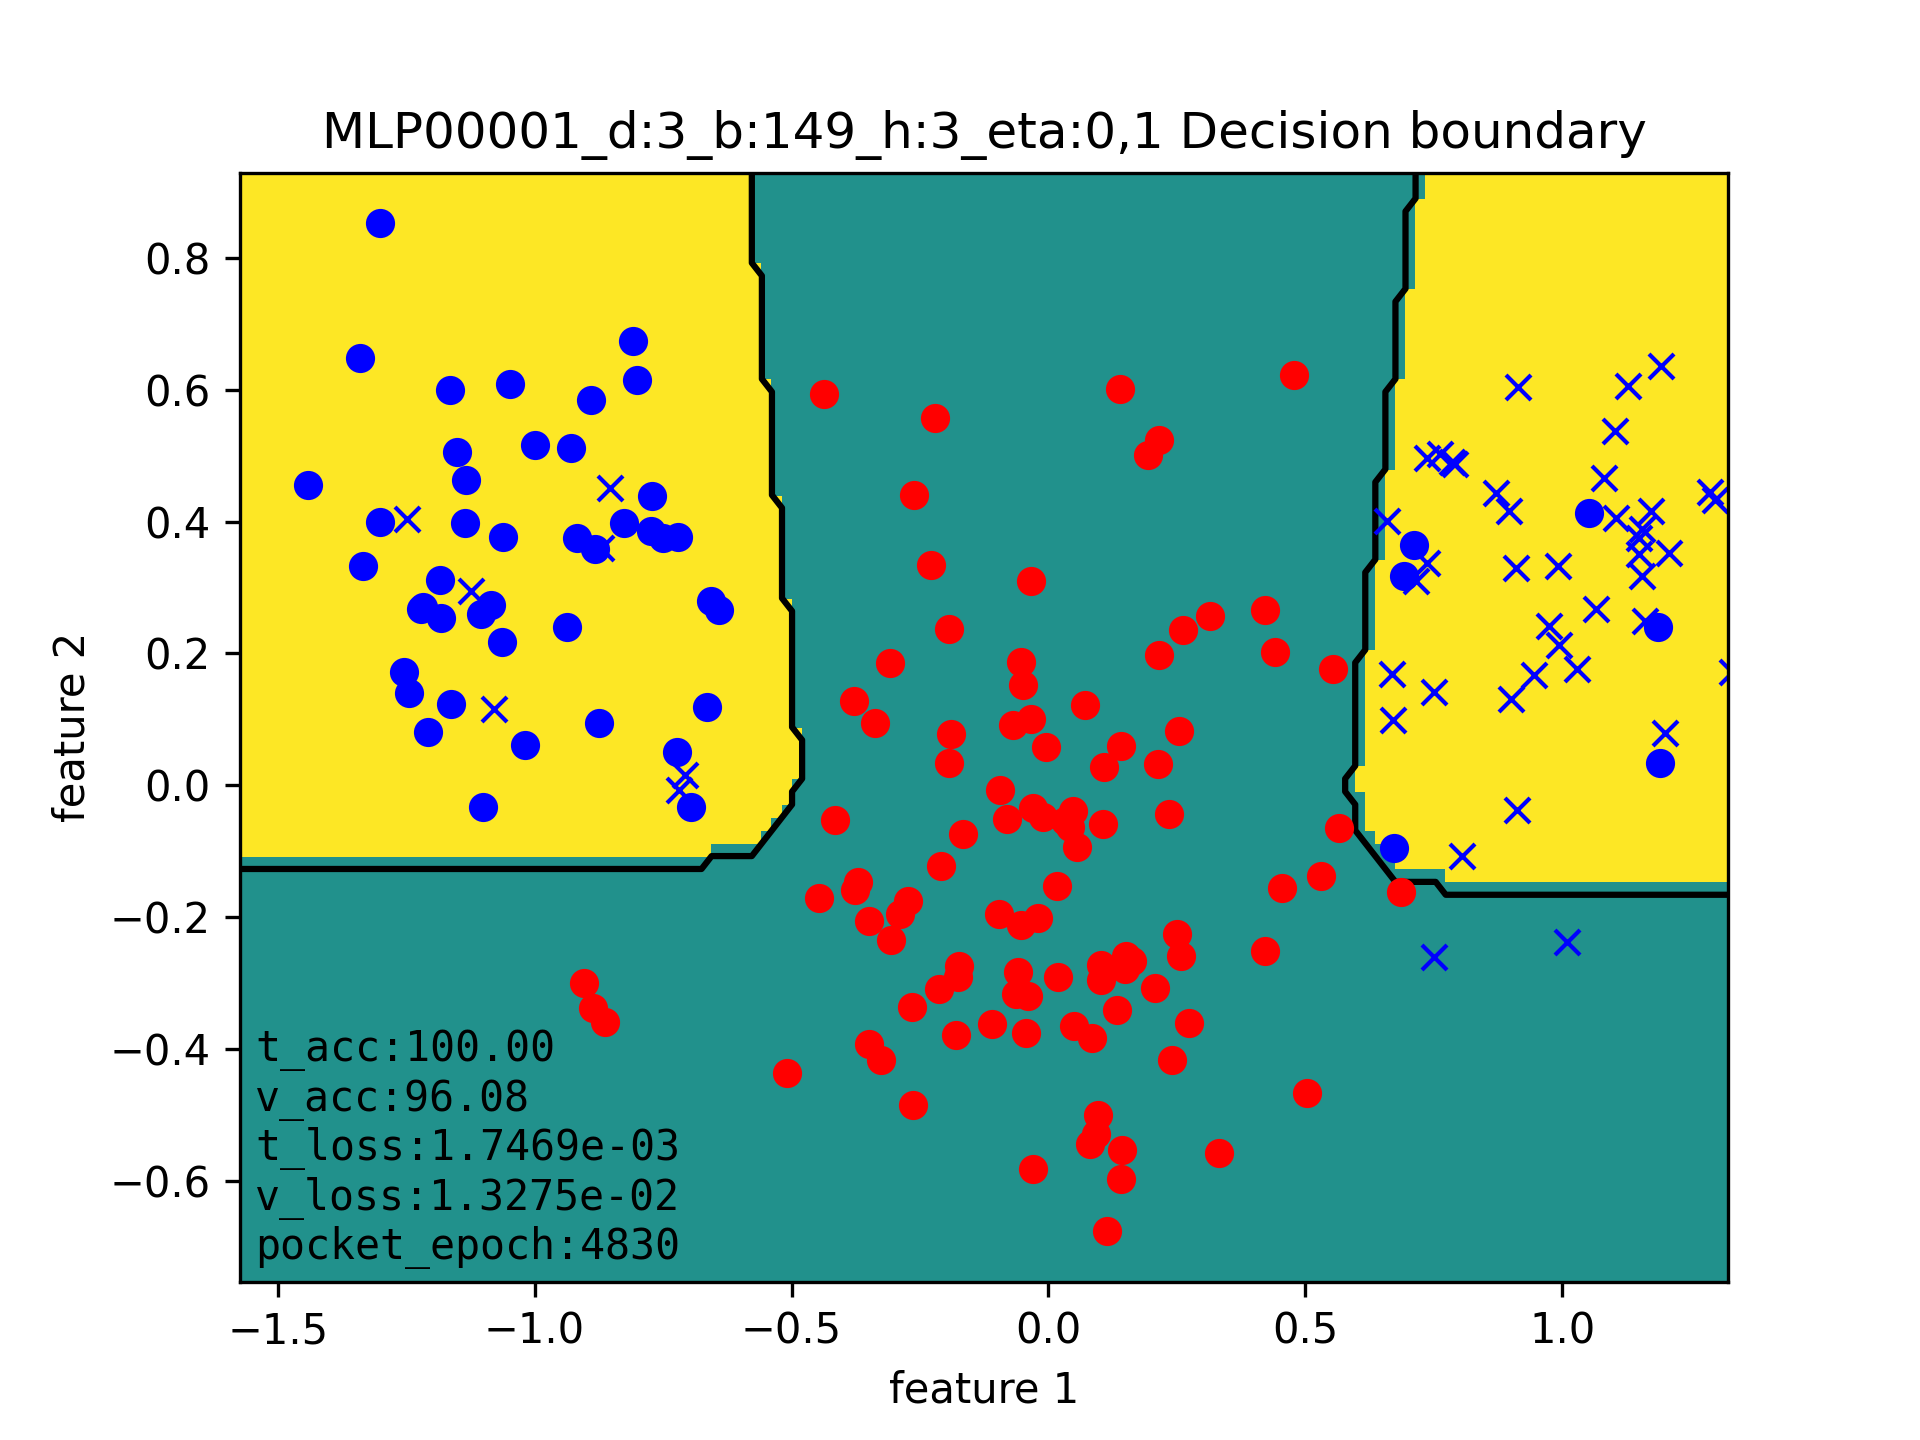 MLP00001_d:3_b:149_h:3_eta:0,1 Decision boundary
feature 2
0.8
0.6
0.4
0.2
0.0
−0.2
−0.4
−0.6
t_acc:100.00
v_acc:96.08
t_loss:1.7469e-03
v_loss:1.3275e-02
pocket_epoch:4830
−1.5 −1.0 −0.5 0.0 0.5 1.0
feature 1